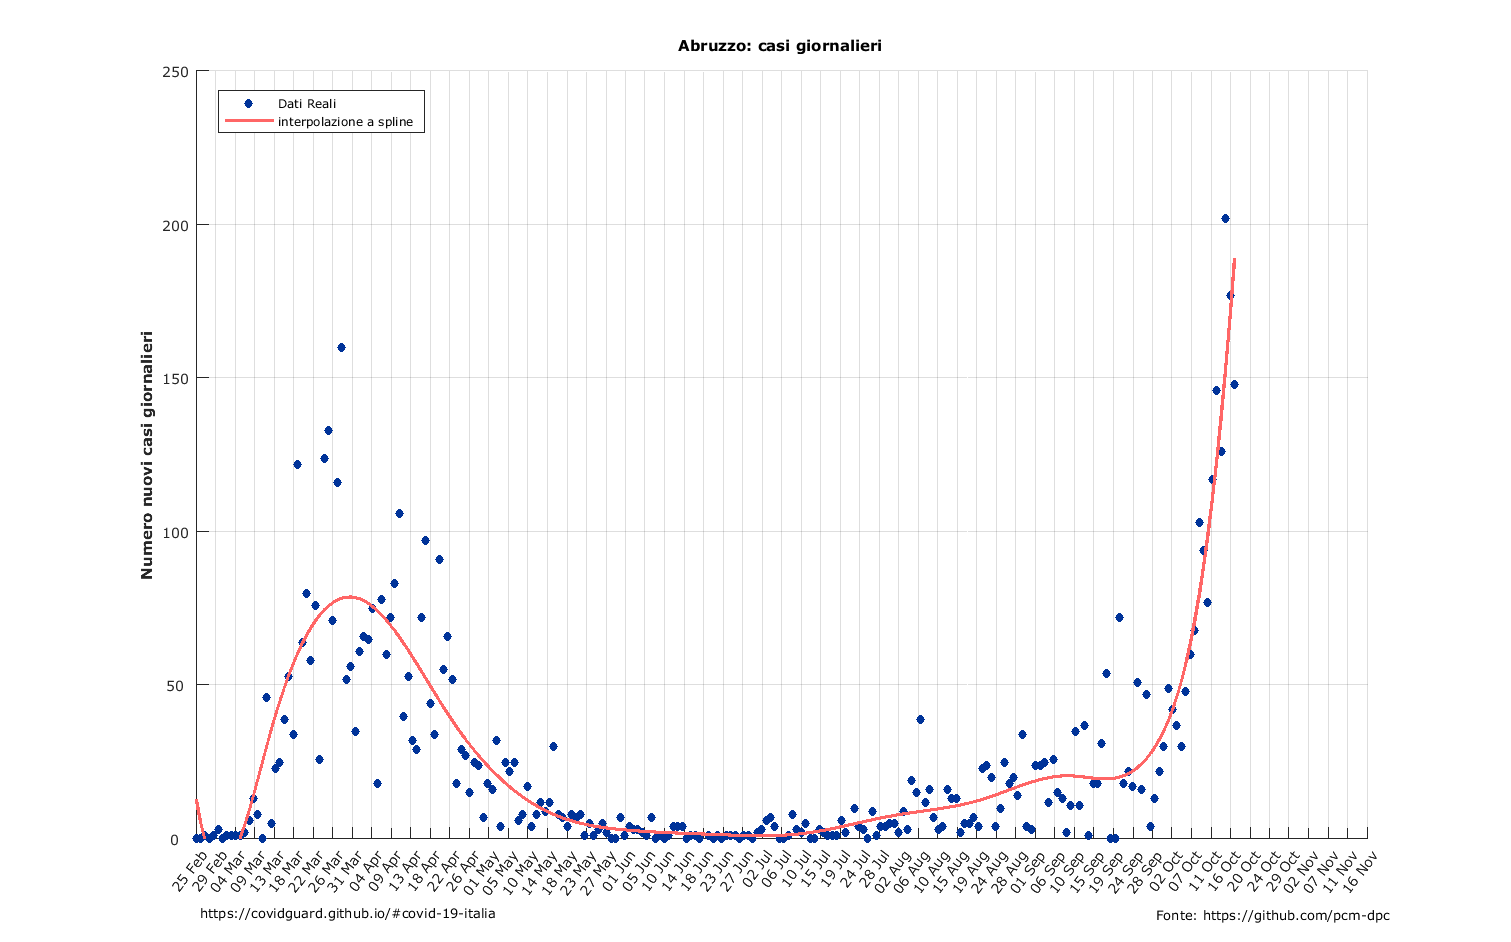 Abruzzo: casi giornalieri
Dati Reali
interpolazione a spline
Numero nuovi casi giornalieri
250
200
150
100
50
0
25 Feb
29 Feb
04 Mar
09 Mar
13 Mar
18 Mar
22 Mar
26 Mar
31 Mar
04 Apr
09 Apr
13 Apr
18 Apr
22 Apr
26 Apr
01 May
05 May
10 May
14 May
18 May
23 May
27 May
01 Jun
05 Jun
10 Jun
14 Jun
18 Jun
23 Jun
27 Jun
02 Jul
06 Jul
10 Jul
15 Jul
19 Jul
24 Jul
28 Jul
02 Aug
06 Aug
10 Aug
15 Aug
19 Aug
24 Aug
28 Aug
01 Sep
06 Sep
10 Sep
15 Sep
19 Sep
24 Sep
28 Sep
02 Oct
07 Oct
11 Oct
16 Oct
20 Oct
24 Oct
29 Oct
02 Nov
07 Nov
11 Nov
16 Nov
https://covidguard.github.io/#covid-19-italia
Fonte: https://github.com/pcm-dpc